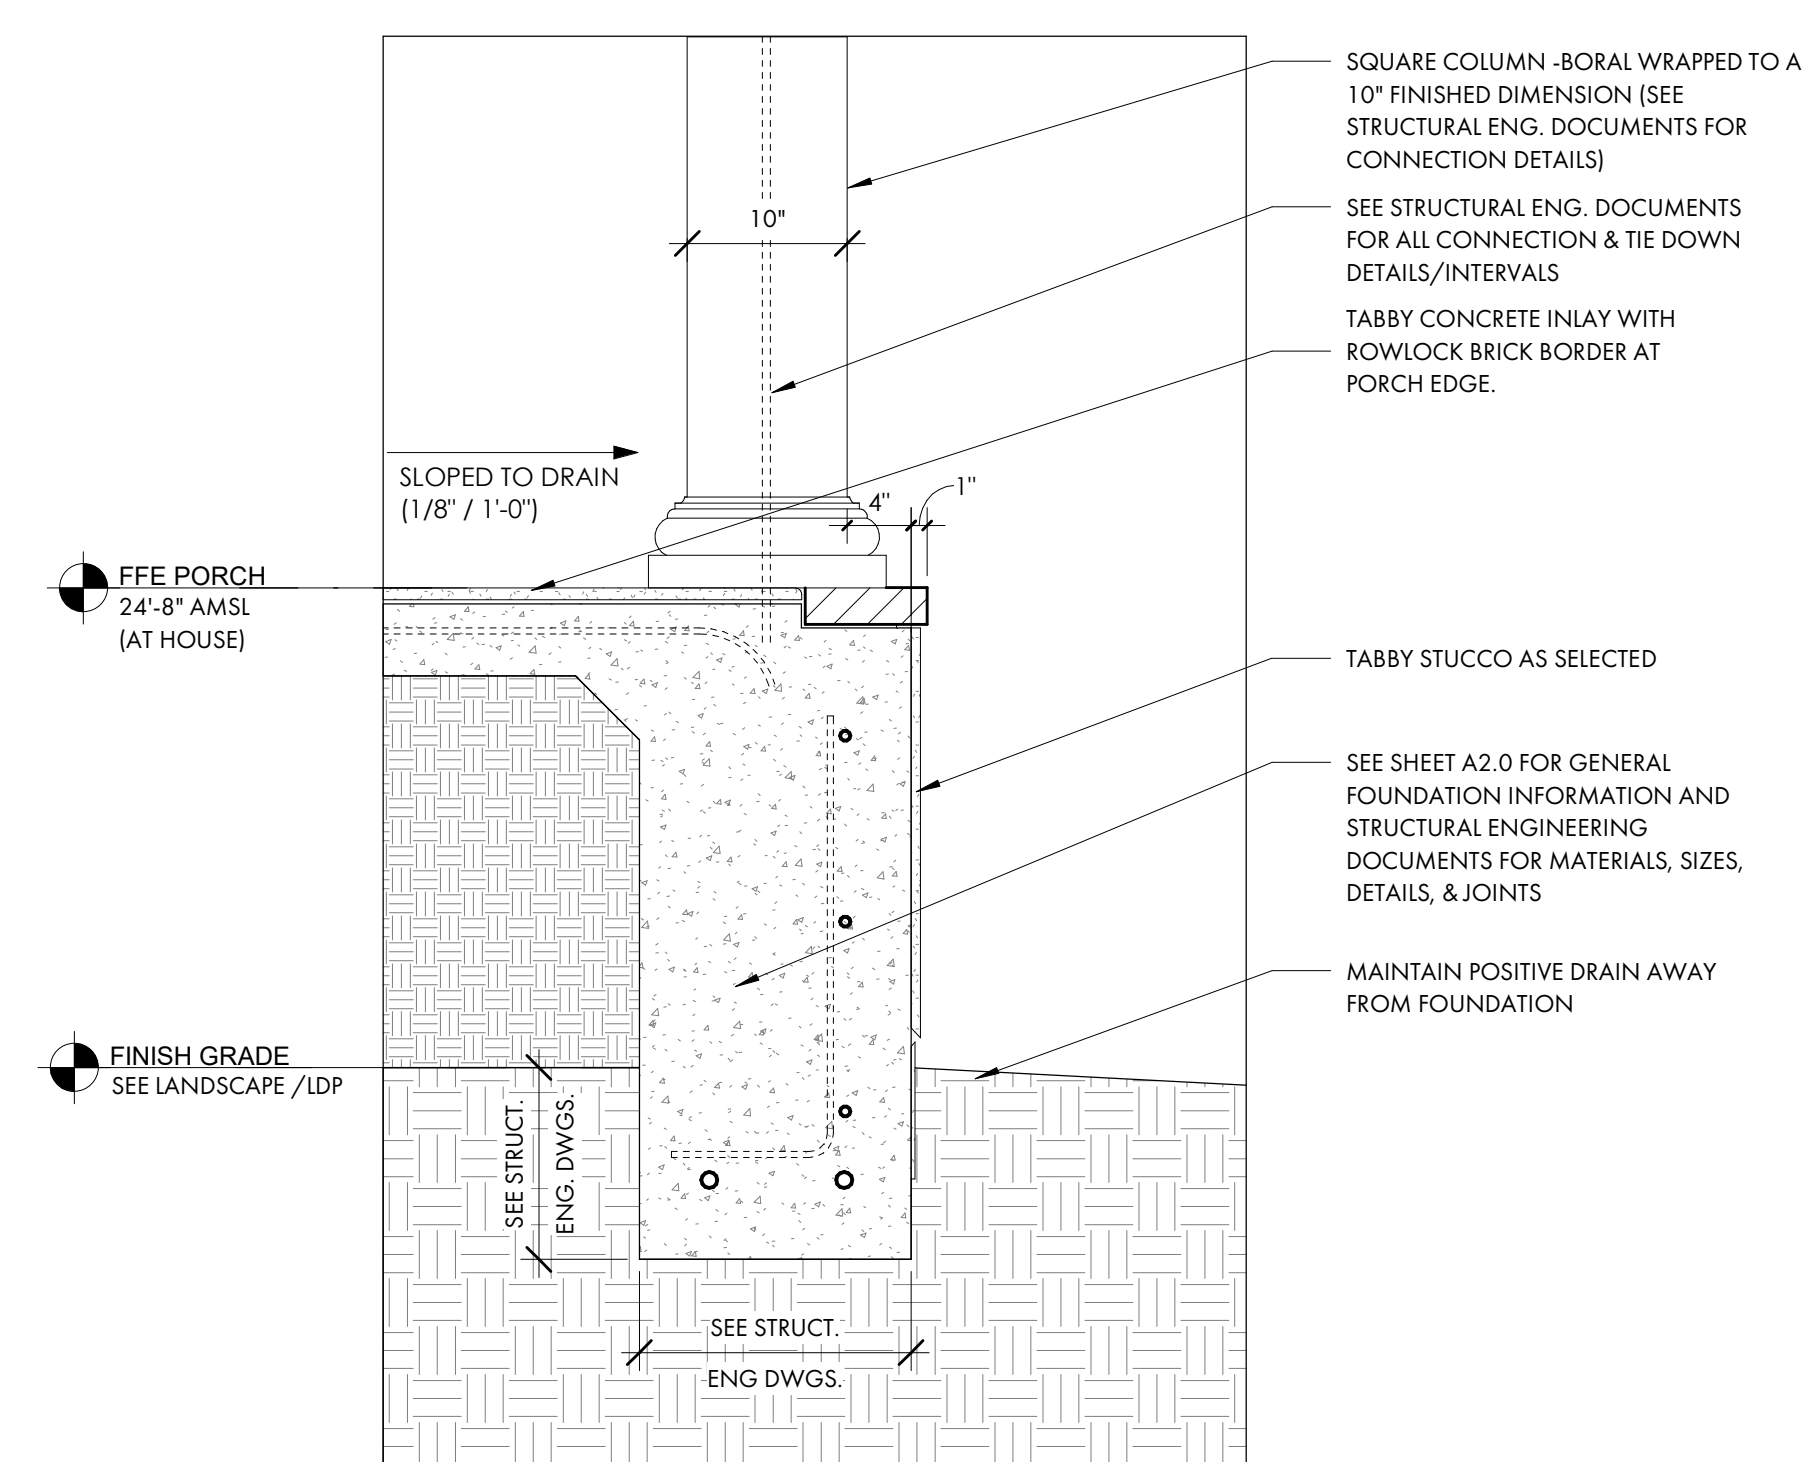 SQUARE COLUMN -BORAL WRAPPED TO A
10" FINISHED DIMENSION (SEE
STRUCTURAL ENG. DOCUMENTS FOR
CONNECTION DETAILS)
SEE STRUCTURAL ENG. DOCUMENTS
FOR ALL CONNECTION & TIE DOWN
DETAILS/INTERVALS
TABBY CONCRETE INLAY WITH
ROWLOCK BRICK BORDER AT
PORCH EDGE.
10"
SLOPED TO DRAIN
(1/8" / 1'-0")
4"
1"
FFE PORCH
24'-8" AMSL
(AT HOUSE)
TABBY STUCCO AS SELECTED
SEE SHEET A2.0 FOR GENERAL
FOUNDATION INFORMATION AND
STRUCTURAL ENGINEERING
DOCUMENTS FOR MATERIALS, SIZES,
DETAILS, & JOINTS
MAINTAIN POSITIVE DRAIN AWAY
FROM FOUNDATION
FINISH GRADE
SEE LANDSCAPE /LDP
SEE STRUCT.
ENG. DWGS.
SEE STRUCT.
ENG DWGS.